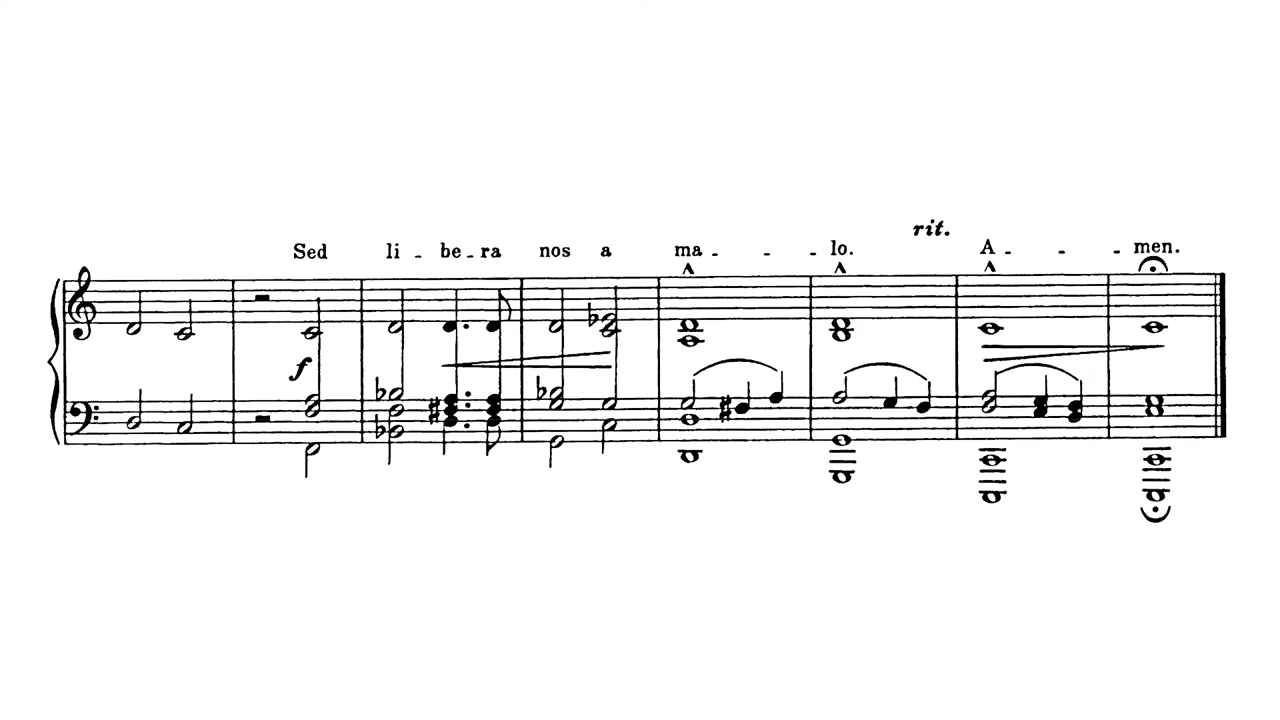 rit.
Sed li - be - ra nos a ma - - - lo. A - - - men.
f